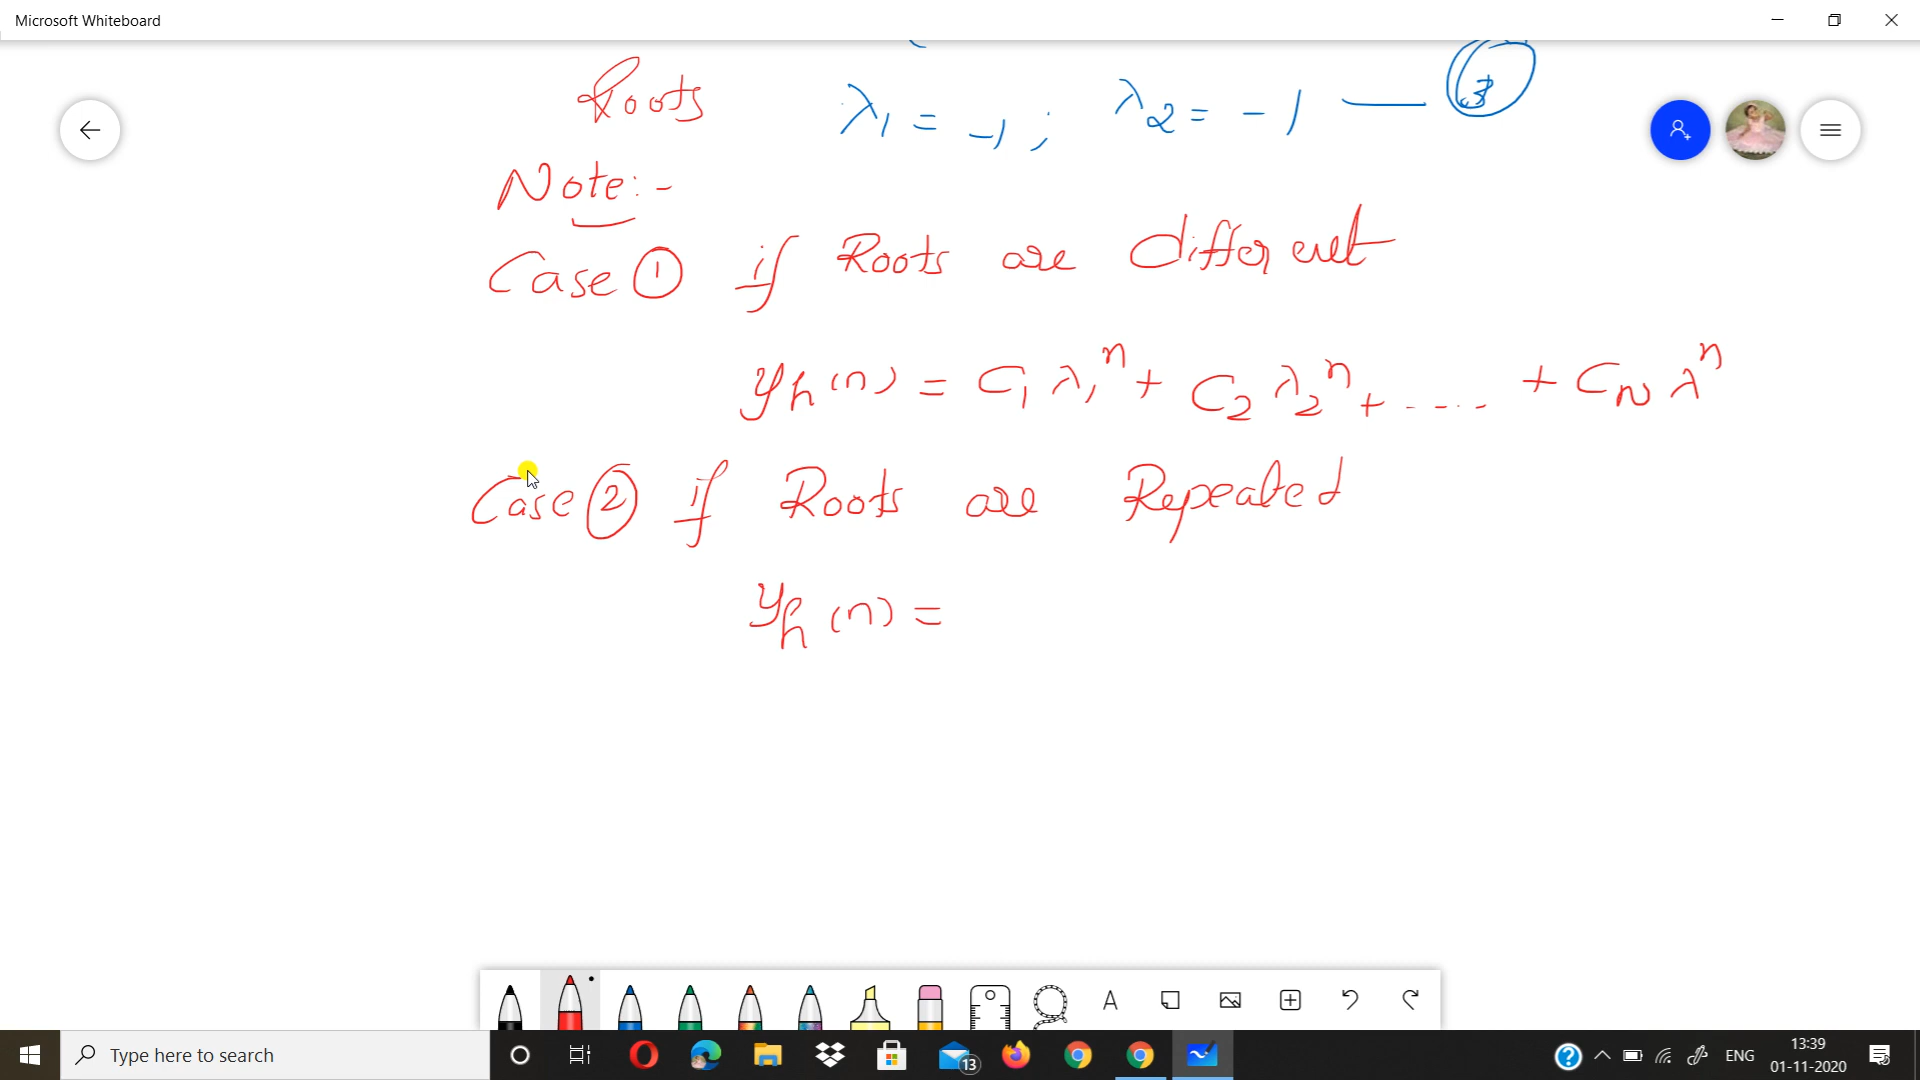 Microsoft Whiteboard
Roots λ1 = -1 ; λ2 = -1 — 3
Note:-
Case ① if Roots are different
yh(n) = C1 λ1^n + C2 λ2^n + ---- + CN λ^n
Case ② if Roots are Repeated
yh(n) =
A
Type here to search
13
ENG
13:39
01-11-2020